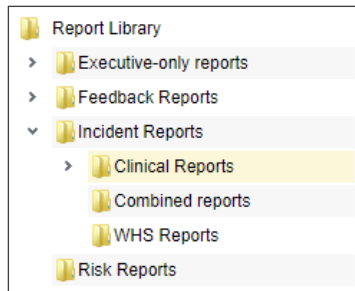 Report Library
Executive-only reports
Feedback Reports
Incident Reports
Clinical Reports
Combined reports
WHS Reports
Risk Reports